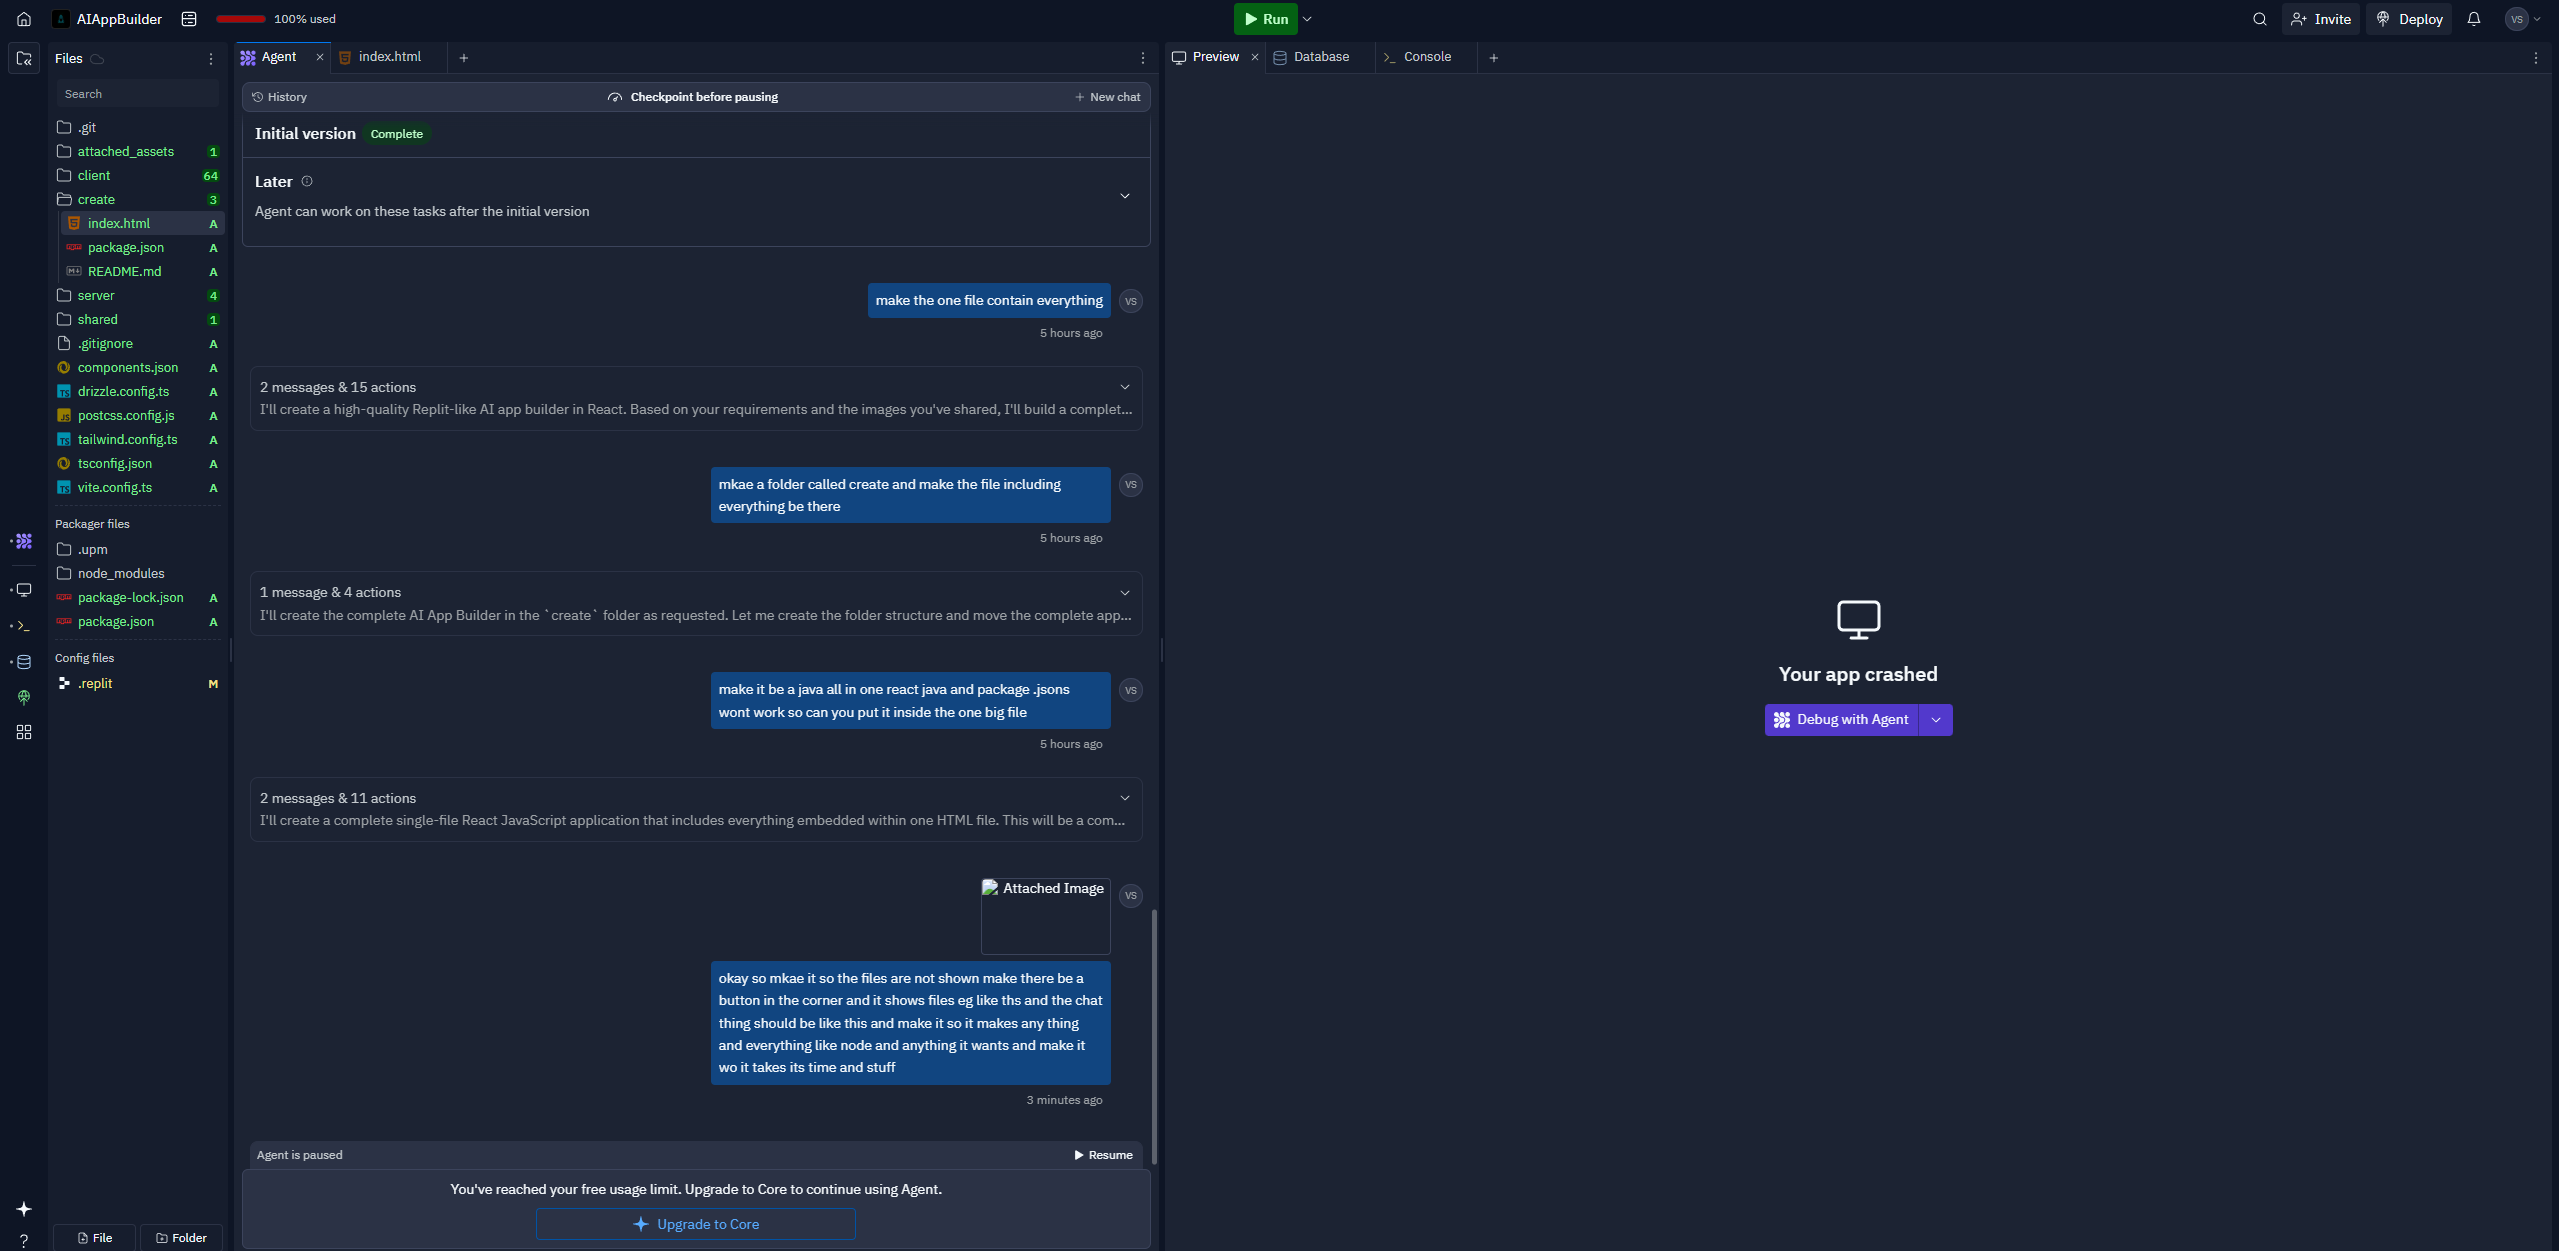 AIAppBuilder
100% used
Run
Invite
Deploy
VS
Files
Search
.git
attached_assets 1
client 64
create 3
index.html A
package.json A
README.md A
server 4
shared 1
.gitignore A
components.json A
drizzle.config.ts A
postcss.config.js A
tailwind.config.ts A
tsconfig.json A
vite.config.ts A
Packager files
.upm
node_modules
package-lock.json A
package.json A
Config files
.replit M
File
Folder
Agent
index.html
History
Checkpoint before pausing
New chat
Initial version
Complete
Later
Agent can work on these tasks after the initial version
make the one file contain everything
VS
5 hours ago
2 messages & 15 actions
I'll create a high-quality Replit-like AI app builder in React. Based on your requirements and the images you've shared, I'll build a complet...
mkae a folder called create and make the file including
everything be there
VS
5 hours ago
1 message & 4 actions
I'll create the complete AI App Builder in the `create` folder as requested. Let me create the folder structure and move the complete app...
make it be a java all in one react java and package .jsons
wont work so can you put it inside the one big file
VS
5 hours ago
2 messages & 11 actions
I'll create a complete single-file React JavaScript application that includes everything embedded within one HTML file. This will be a com...
Attached Image
VS
okay so mkae it so the files are not shown make there be a
button in the corner and it shows files eg like ths and the chat
thing should be like this and make it so it makes any thing
and everything like node and anything it wants and make it
wo it takes its time and stuff
3 minutes ago
Agent is paused
Resume
You've reached your free usage limit. Upgrade to Core to continue using Agent.
Upgrade to Core
Preview
Database
Console
Your app crashed
Debug with Agent